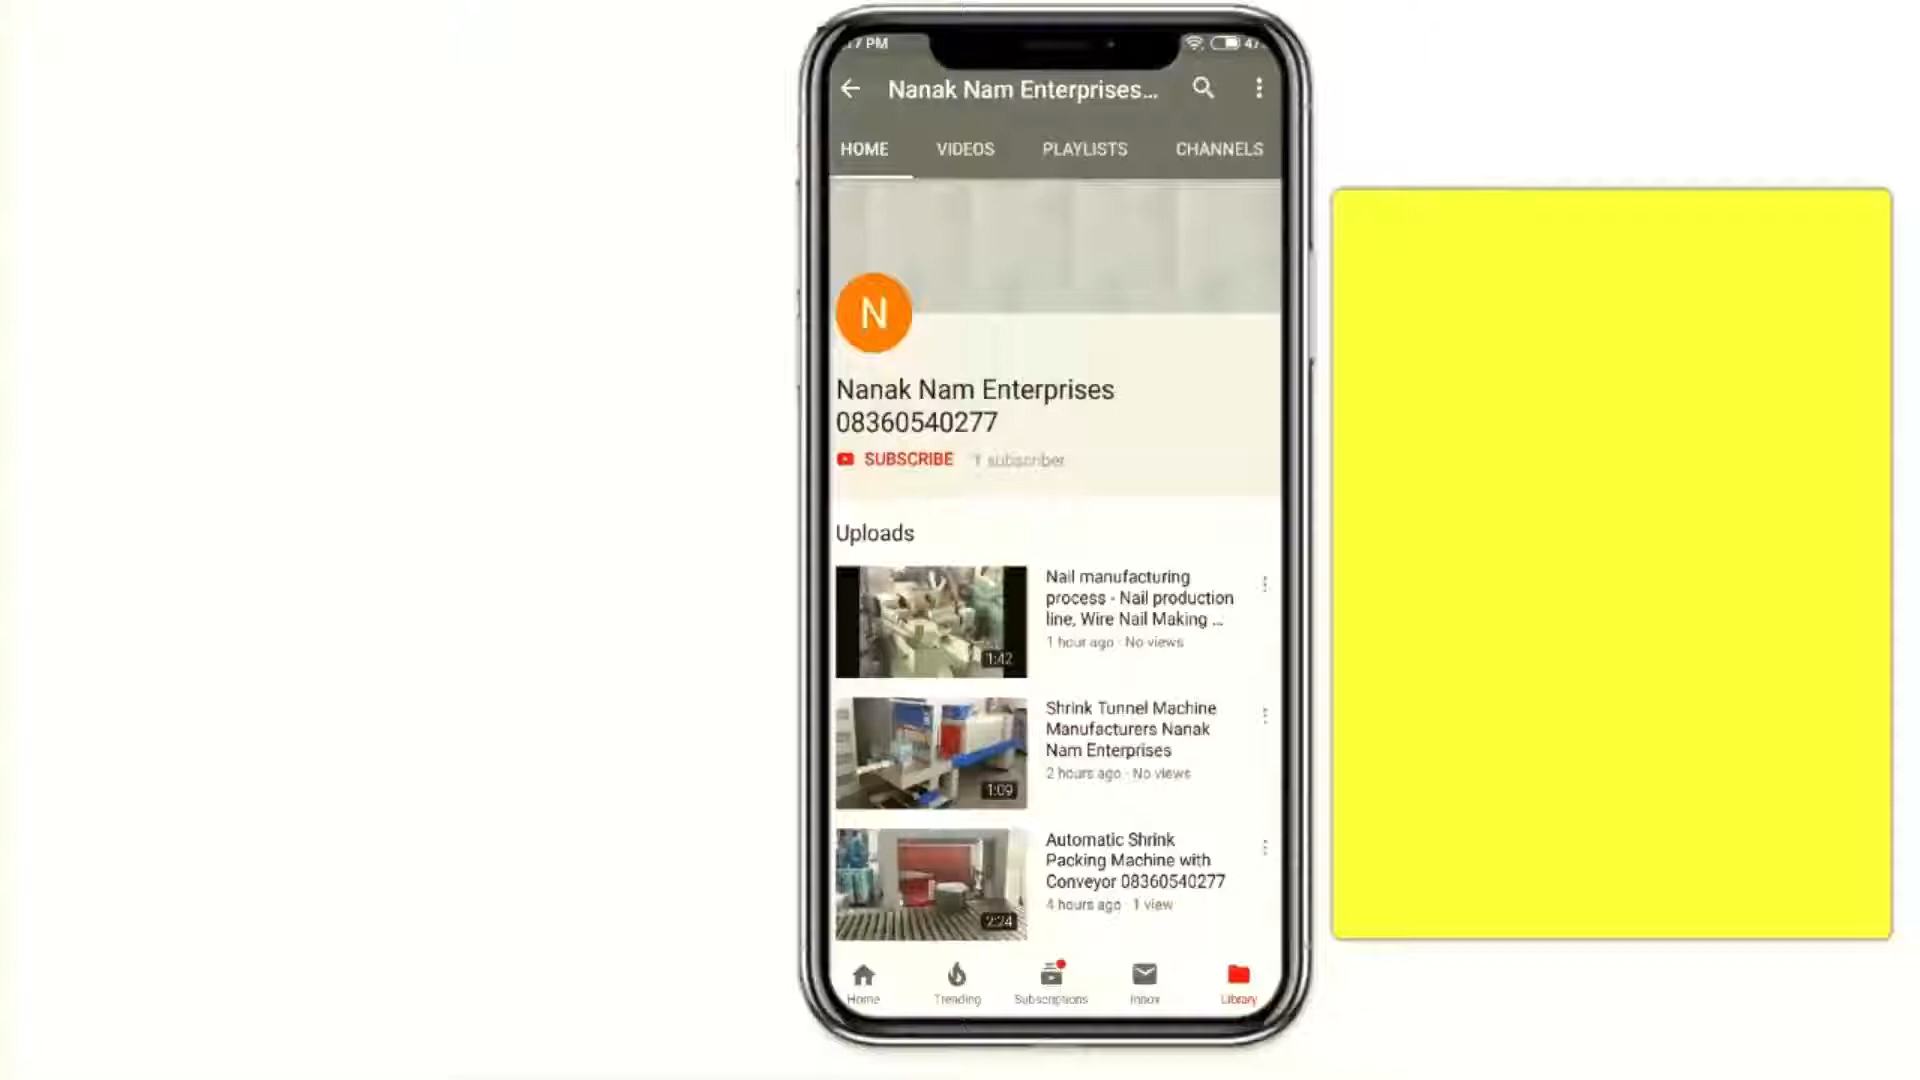 Nanak Nam Enterprises...
HOME VIDEOS PLAYLISTS CHANNELS
N
Nanak Nam Enterprises
08360540277
SUBSCRIBE 1 subscriber
Uploads
Nail manufacturing
process - Nail production
line, Wire Nail Making ...
1 hour ago · No views
1:42
Shrink Tunnel Machine
Manufacturers Nanak
Nam Enterprises
2 hours ago · No views
1:09
Automatic Shrink
Packing Machine with
Conveyor 08360540277
4 hours ago · 1 view
2:24
Home Trending Subscriptions Inbox Library